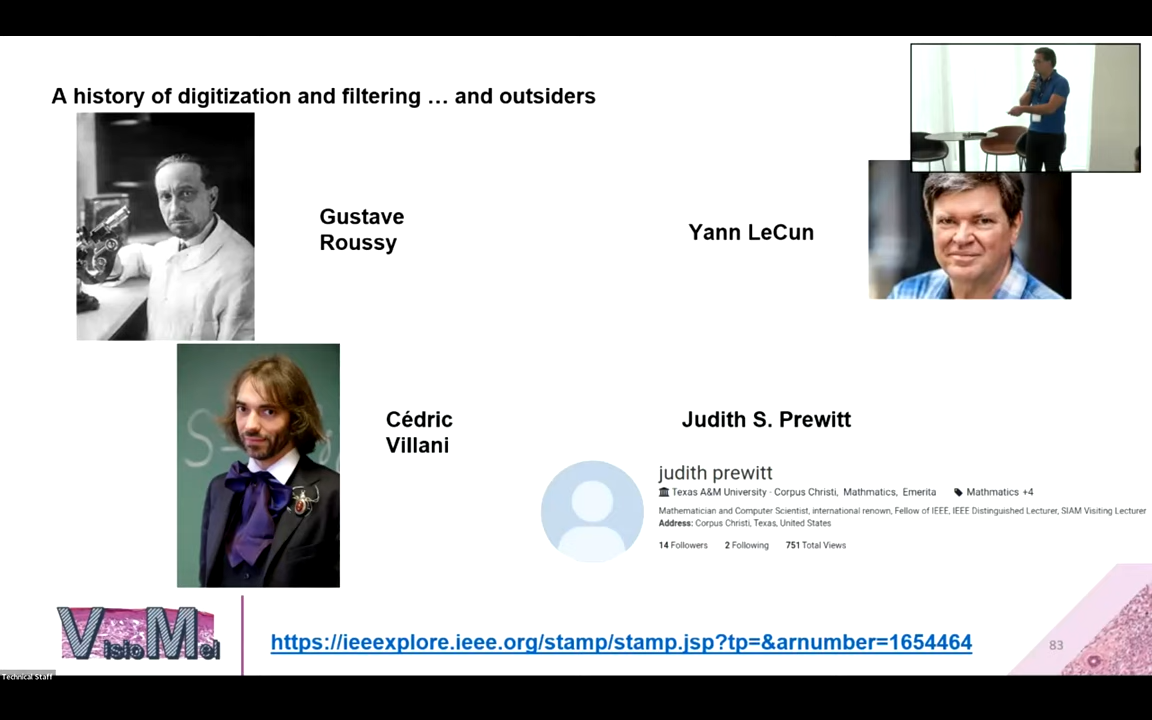 A history of digitization and filtering … and outsiders
Gustave
Roussy
Yann LeCun
Cédric
Villani
Judith S. Prewitt
judith prewitt
Texas A&M University · Corpus Christi, Mathmatics, Emerita Mathmatics +4
Mathematician and Computer Scientist, international renown, Fellow of IEEE, IEEE Distinguished Lecturer, SIAM Visiting Lecturer
Address: Corpus Christi, Texas, United States
14 Followers 2 Following 751 Total Views
VisioMel
https://ieeexplore.ieee.org/stamp/stamp.jsp?tp=&arnumber=1654464
83
Technical Staff